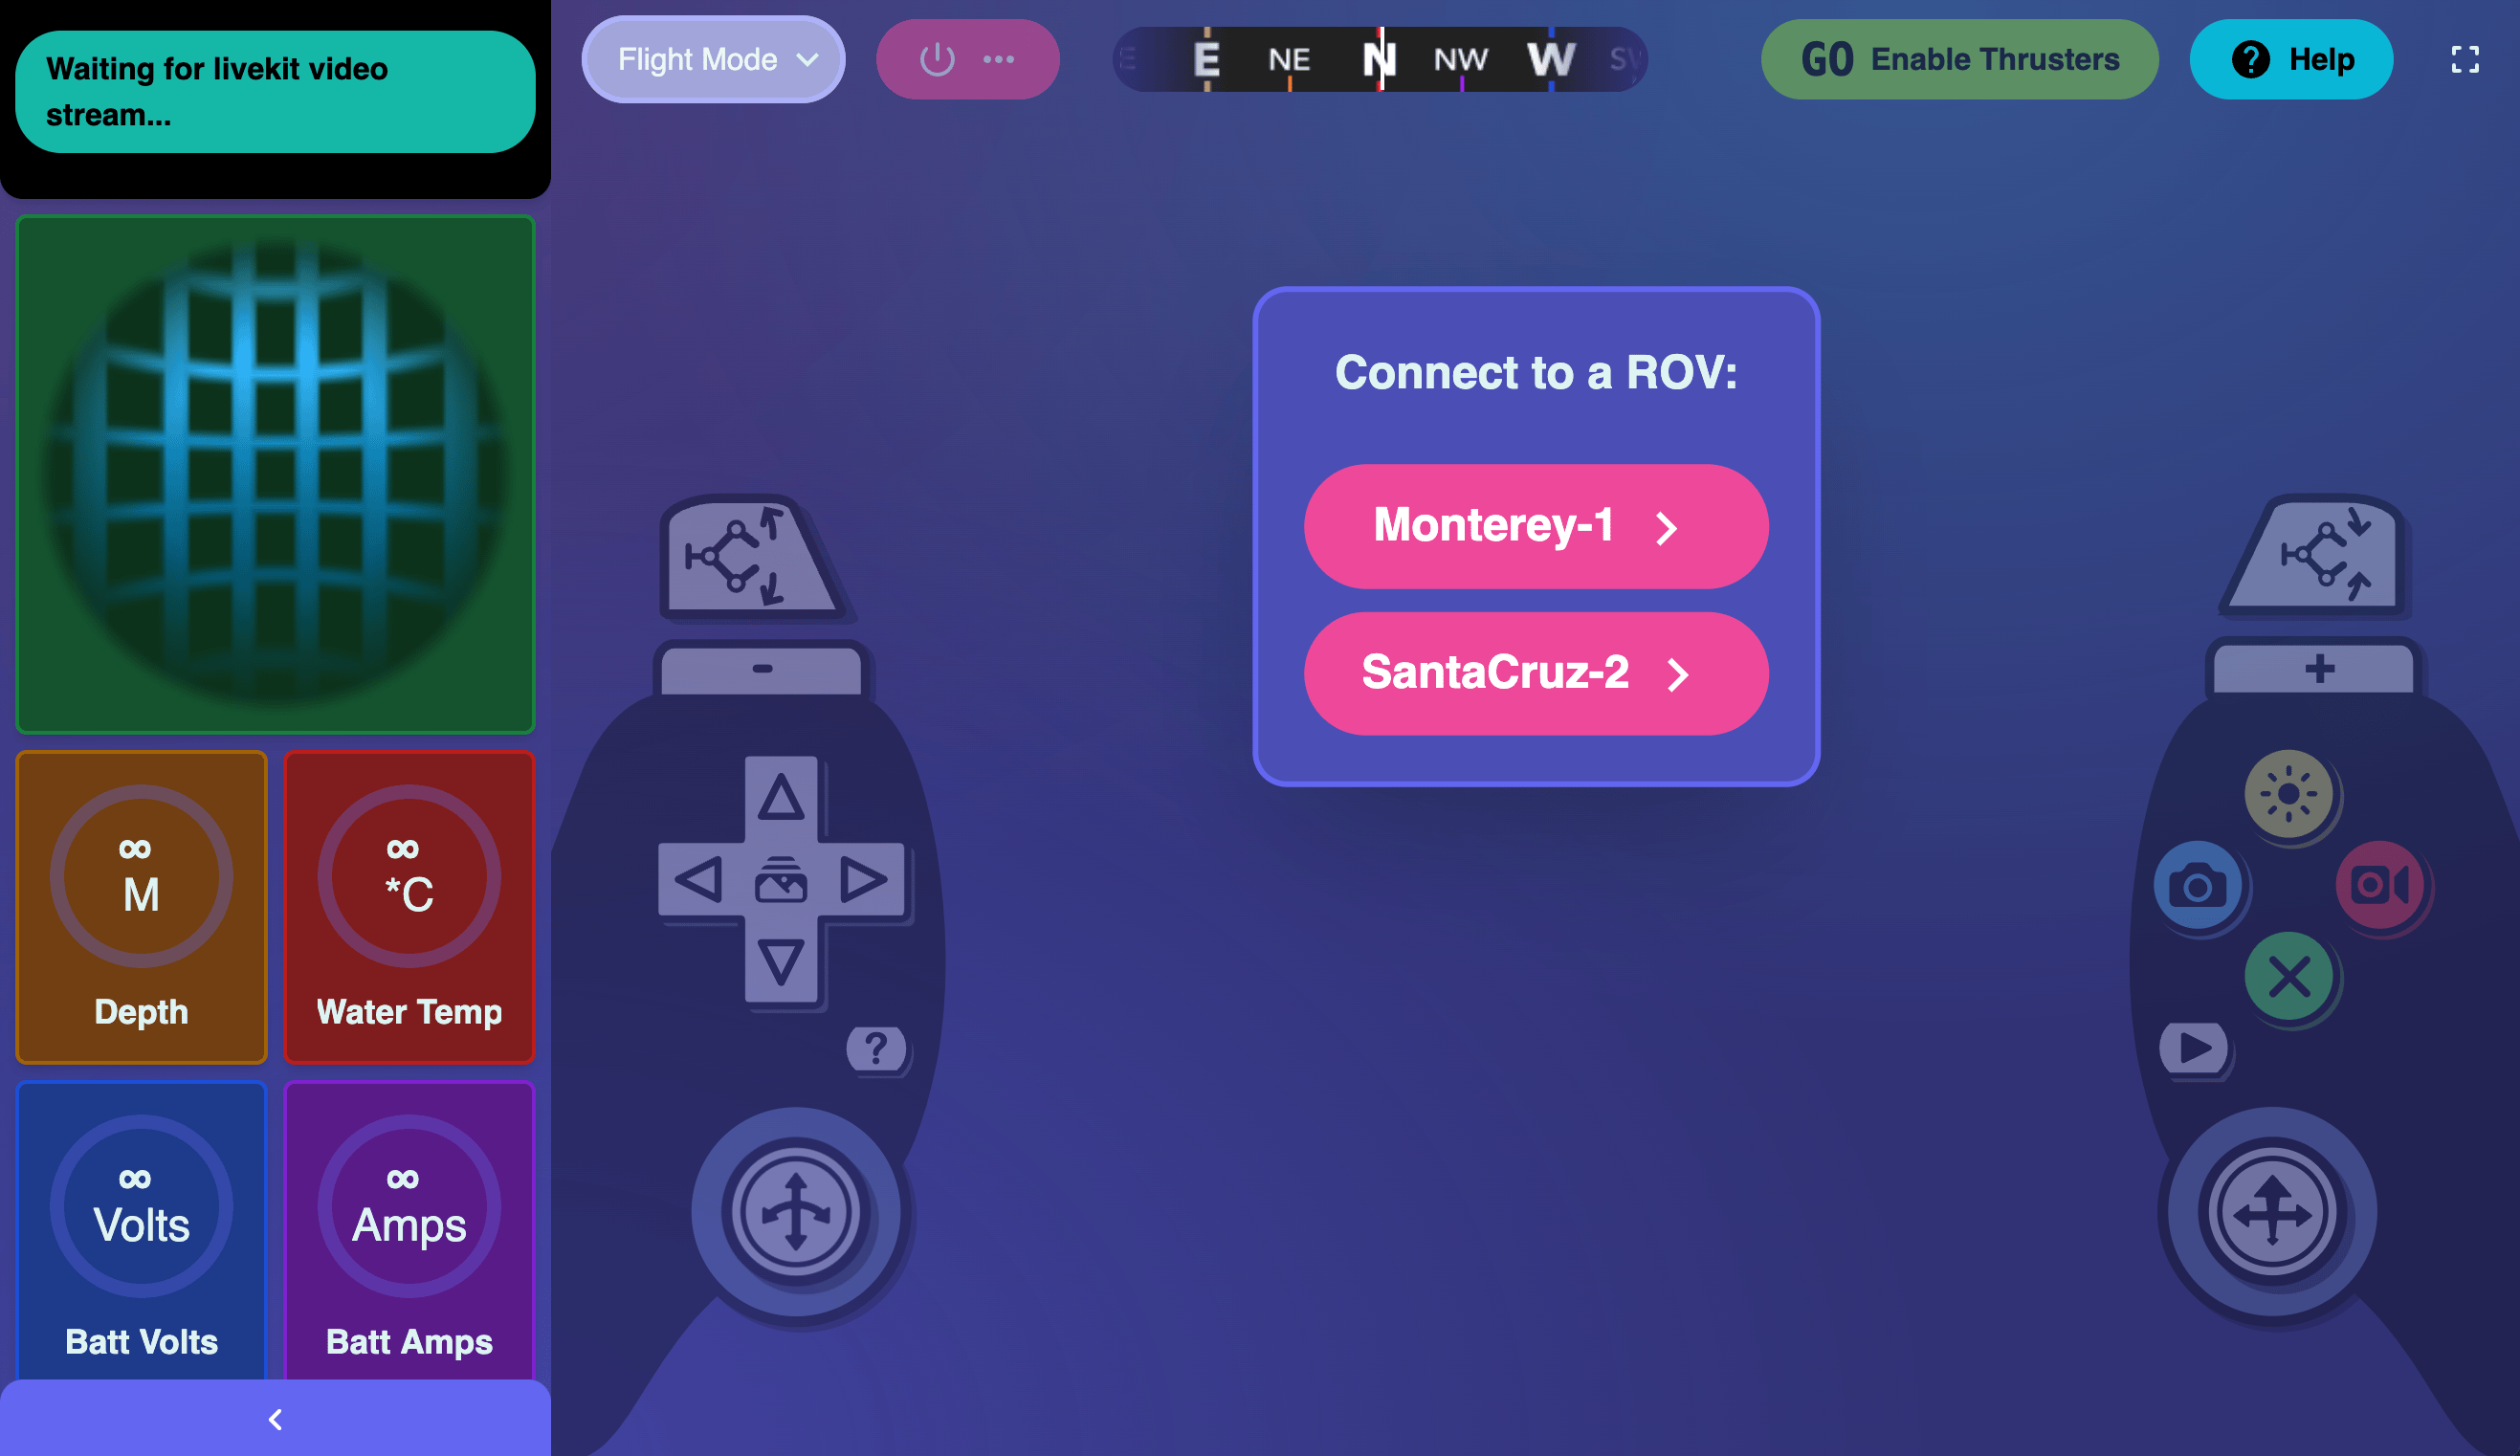 Waiting for livekit video
stream...
Flight Mode
E
E
NE
N
NW
W
SW
GO Enable Thrusters
? Help
Connect to a ROV:
Monterey-1
SantaCruz-2
∞
M
Depth
∞
*C
Water Temp
∞
Volts
Batt Volts
∞
Amps
Batt Amps
-
?
+